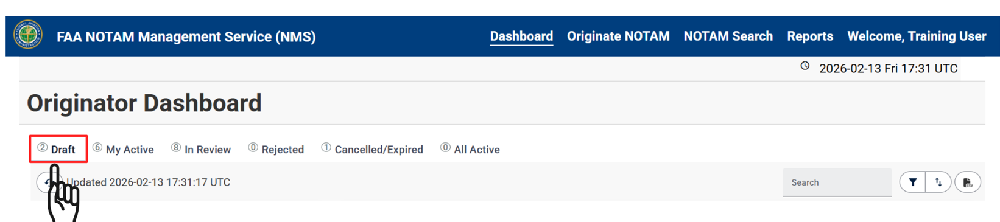 FAA NOTAM Management Service (NMS) Dashboard Originate NOTAM NOTAM Search Reports Welcome, Training User
2026-02-13 Fri 17:31 UTC
Originator Dashboard
2 Draft 6 My Active 8 In Review 0 Rejected 1 Cancelled/Expired 0 All Active
Updated 2026-02-13 17:31:17 UTC Search CSV